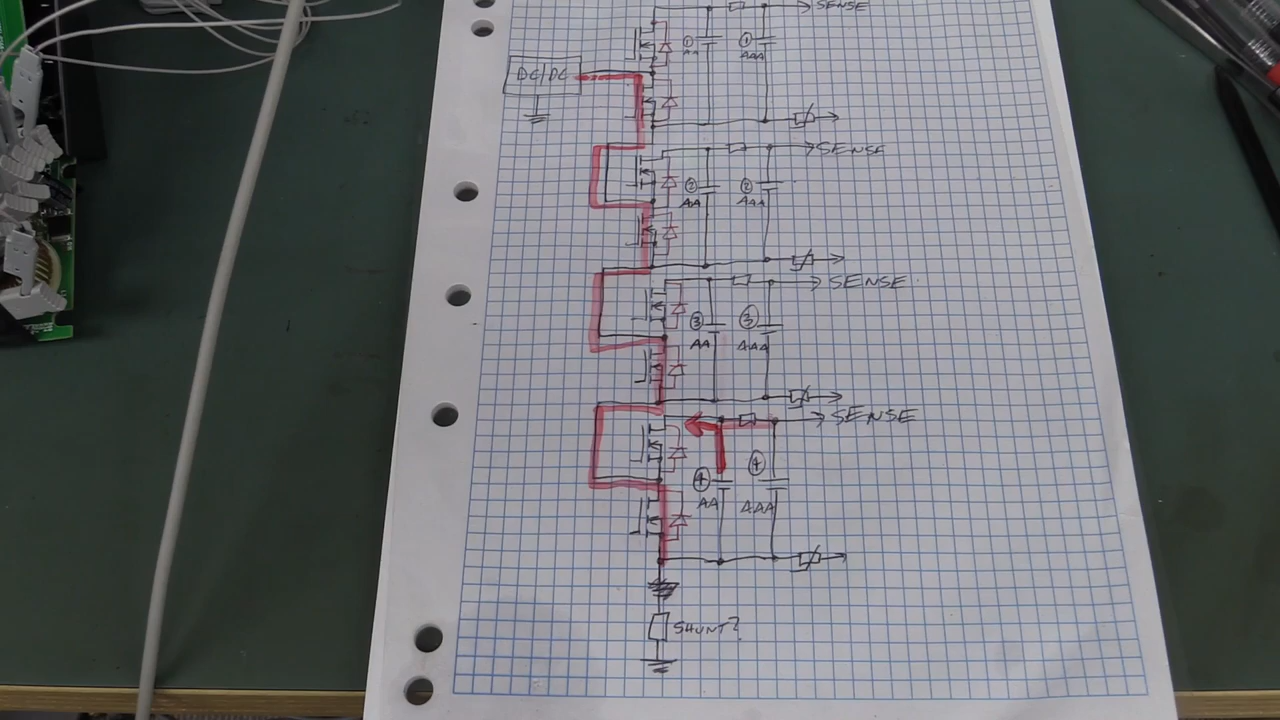 SENSE
DC/DC
① ①
AA AAA
SENSE
② ②
AA AAA
SENSE
③ ③
AA AAA
SENSE
④ ④
AA AAA
SHUNT?